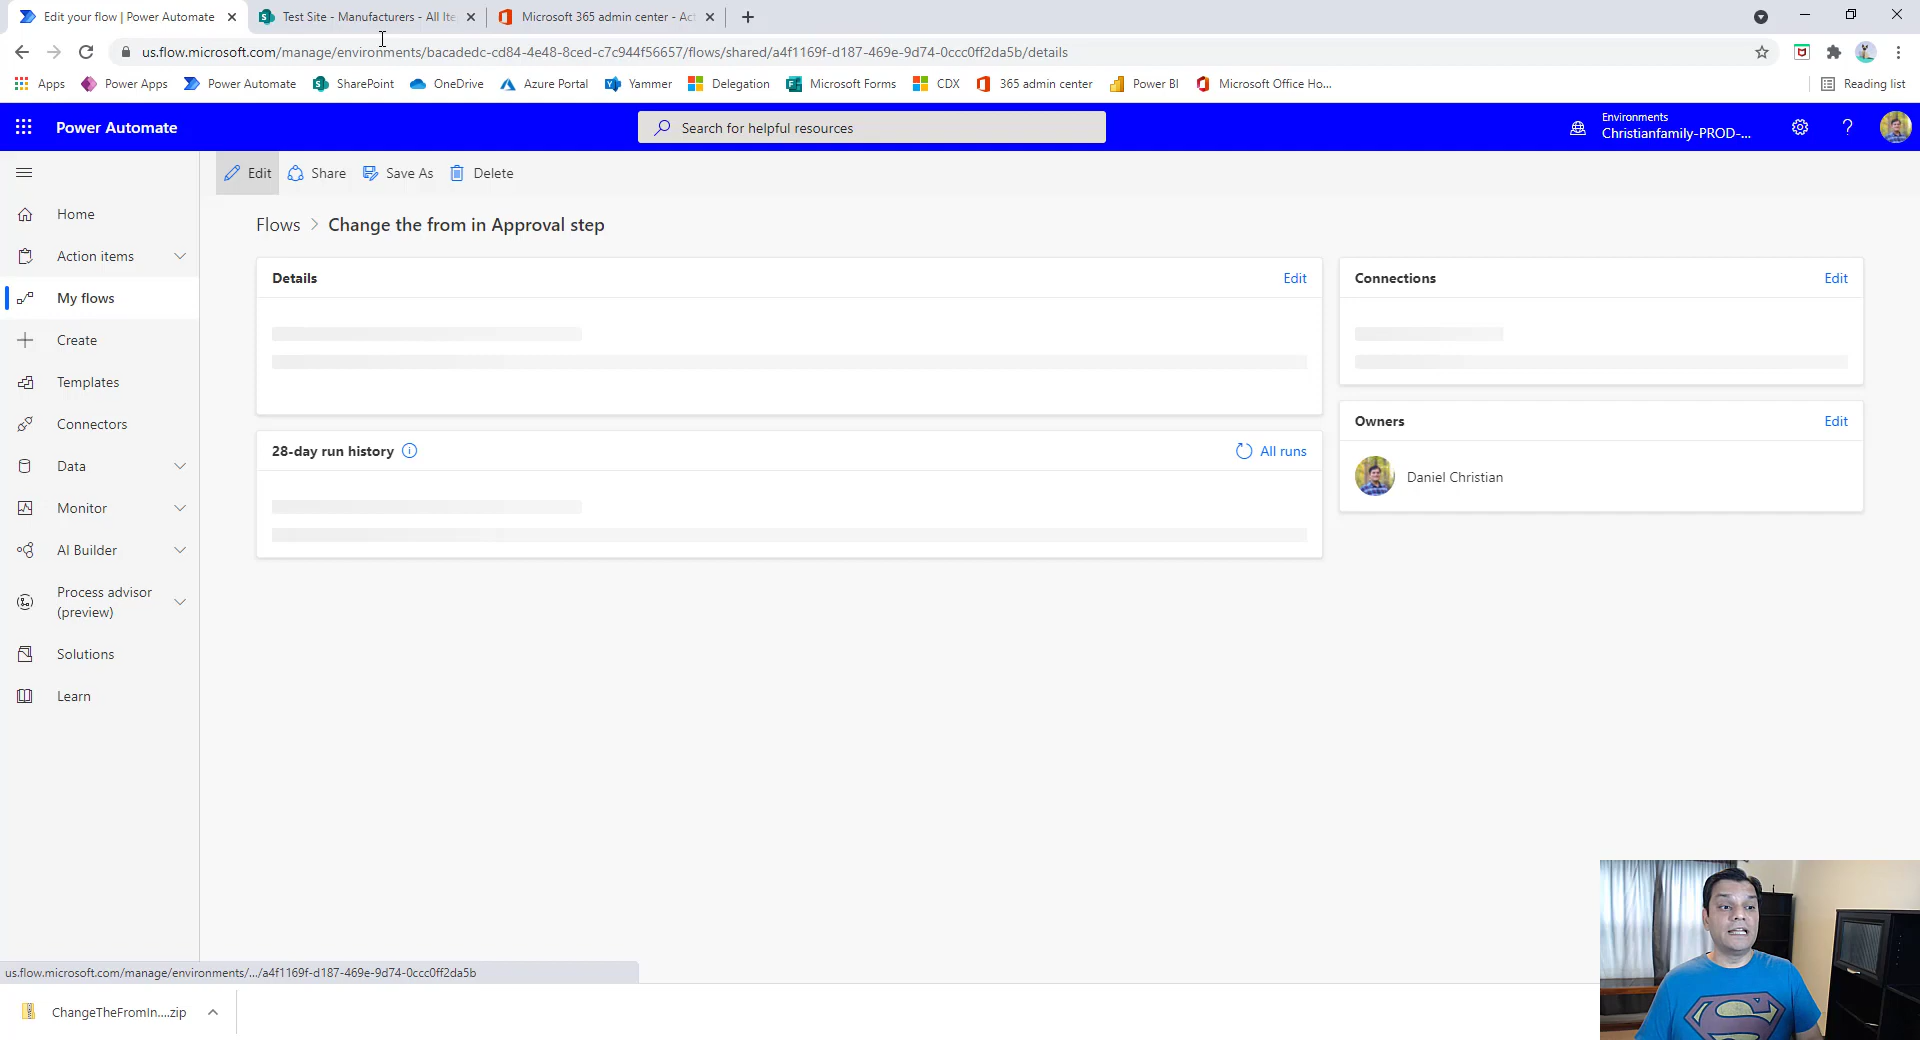 Edit your flow | Power Automate
Test Site - Manufacturers - All Ite
Microsoft 365 admin center - Act
us.flow.microsoft.com/manage/environments/bacadedc-cd84-4e48-8ced-c7c944f56657/flows/shared/a4f1169f-d187-469e-9d74-0ccc0ff2da5b/details
Apps
Power Apps
Power Automate
SharePoint
OneDrive
Azure Portal
Yammer
Delegation
Microsoft Forms
CDX
365 admin center
Power BI
Microsoft Office Ho...
Reading list
Power Automate
Search for helpful resources
Environments
Christianfamily-PROD-...
Edit
Share
Save As
Delete
Home
Action items
My flows
Create
Templates
Connectors
Data
Monitor
AI Builder
Process advisor
(preview)
Solutions
Learn
Flows > Change the from in Approval step
Details
Edit
28-day run history
All runs
Connections
Edit
Owners
Edit
Daniel Christian
us.flow.microsoft.com/manage/environments/.../a4f1169f-d187-469e-9d74-0ccc0ff2da5b
ChangeTheFromIn....zip